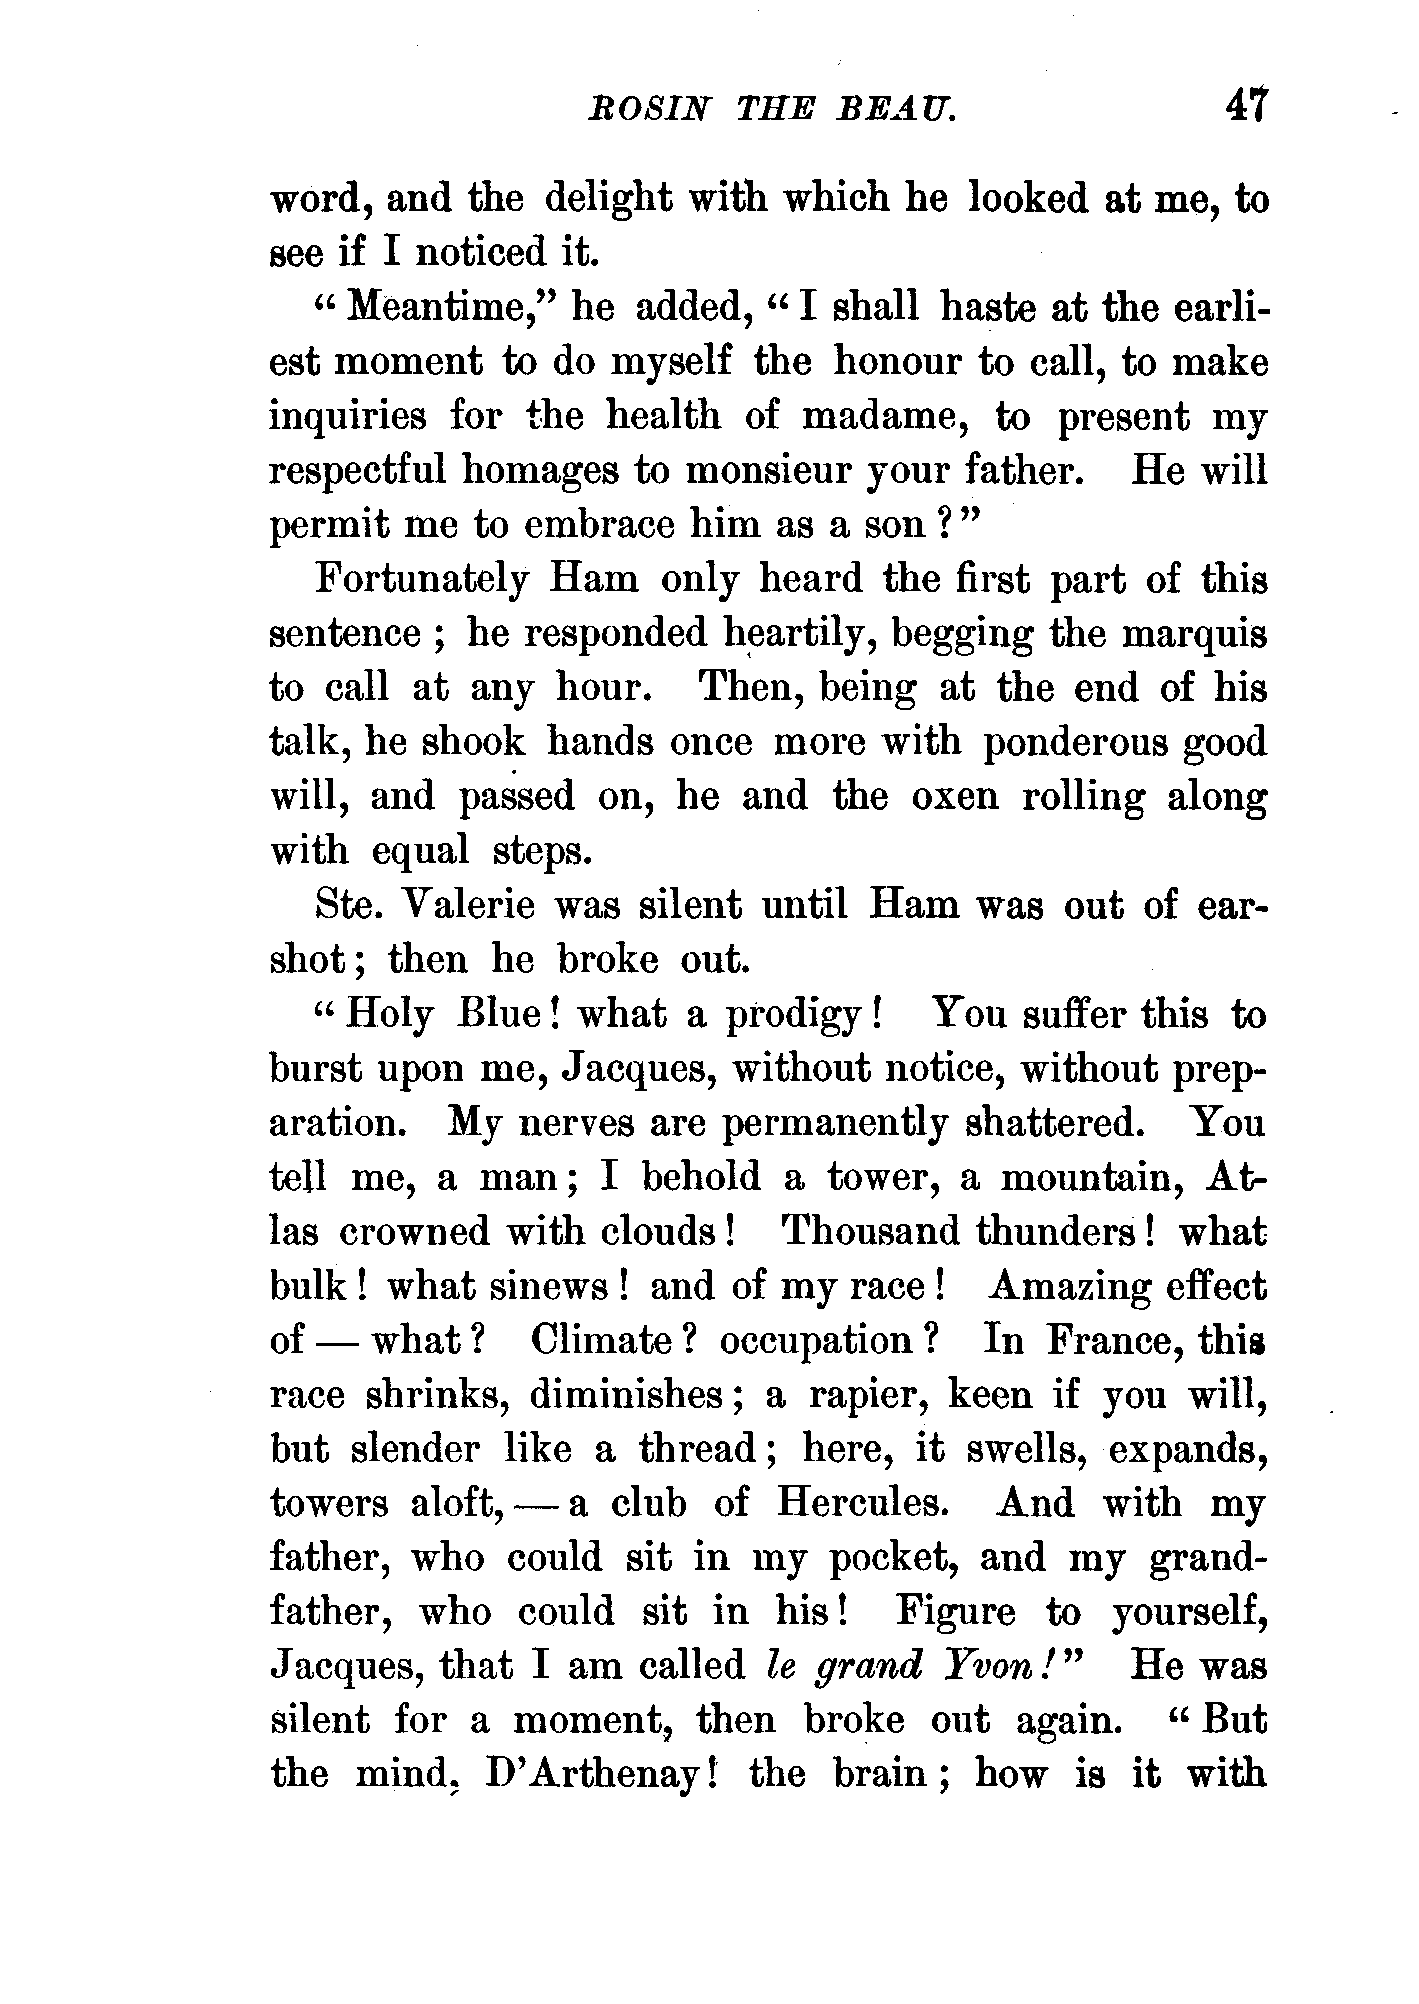 ROSIN THE BEAU. 47
word, and the delight with which he looked at me, to
see if I noticed it.
“Meantime,” he added, “I shall haste at the earli-
est moment to do myself the honour to call, to make
inquiries for the health of madame, to present my
respectful homages to monsieur your father. He will
permit me to embrace him as a son?”
Fortunately Ham only heard the first part of this
sentence; he responded heartily, begging the marquis
to call at any hour. Then, being at the end of his
talk, he shook hands once more with ponderous good
will, and passed on, he and the oxen rolling along
with equal steps.
Ste. Valerie was silent until Ham was out of ear-
shot; then he broke out.
“Holy Blue! what a prodigy! You suffer this to
burst upon me, Jacques, without notice, without prep-
aration. My nerves are permanently shattered. You
tell me, a man; I behold a tower, a mountain, At-
las crowned with clouds! Thousand thunders! what
bulk! what sinews! and of my race! Amazing effect
of — what? Climate? occupation? In France, this
race shrinks, diminishes; a rapier, keen if you will,
but slender like a thread; here, it swells, expands,
towers aloft, — a club of Hercules. And with my
father, who could sit in my pocket, and my grand-
father, who could sit in his! Figure to yourself,
Jacques, that I am called le grand Yvon!” He was
silent for a moment, then broke out again. “But
the mind, D’Arthenay! the brain; how is it with